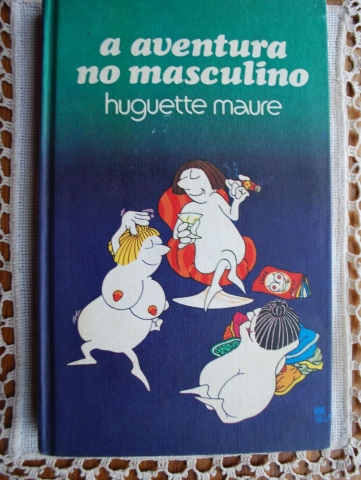 a aventura
no masculino
huguette maure